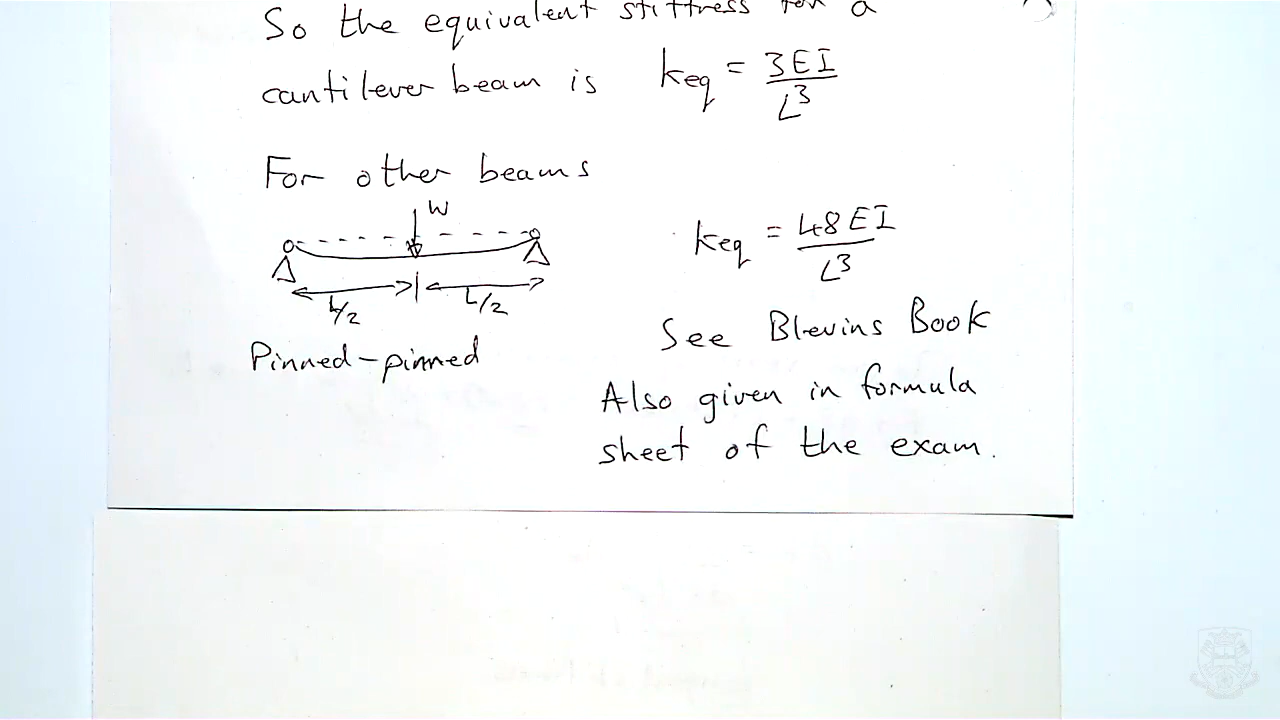 So the equivalent stiffness for a
cantilever beam is keq = 3EI/L³
For other beams
W
keq = 48EI/L³
L/2 L/2
Pinned-pinned
See Blevins Book
Also given in formula
sheet of the exam.